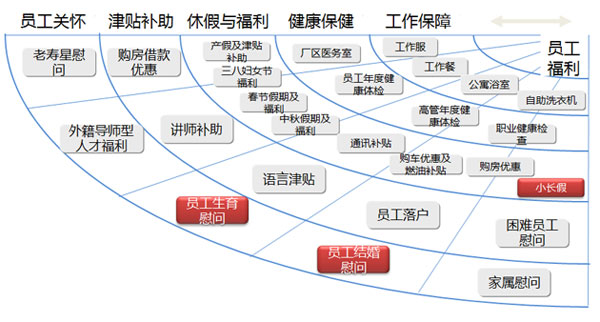 员工关怀 津贴补助 休假与福利 健康保健 工作保障
员工
福利
老寿星慰
问
购房借款
优惠
产假及津贴
补助
三八妇女节
福利
春节假期及
福利
中秋假期及
福利
厂区医务室
员工年度健
康体检
工作服
工作餐
公寓浴室
自助洗衣机
高管年度健
康体检
职业健康检
查
外籍导师型
人才福利
讲师补助
通讯补贴
购车优惠及
燃油补贴
购房优惠
小长假
语言津贴
员工生育
慰问
员工落户
困难员工
慰问
员工结婚
慰问
家属慰问